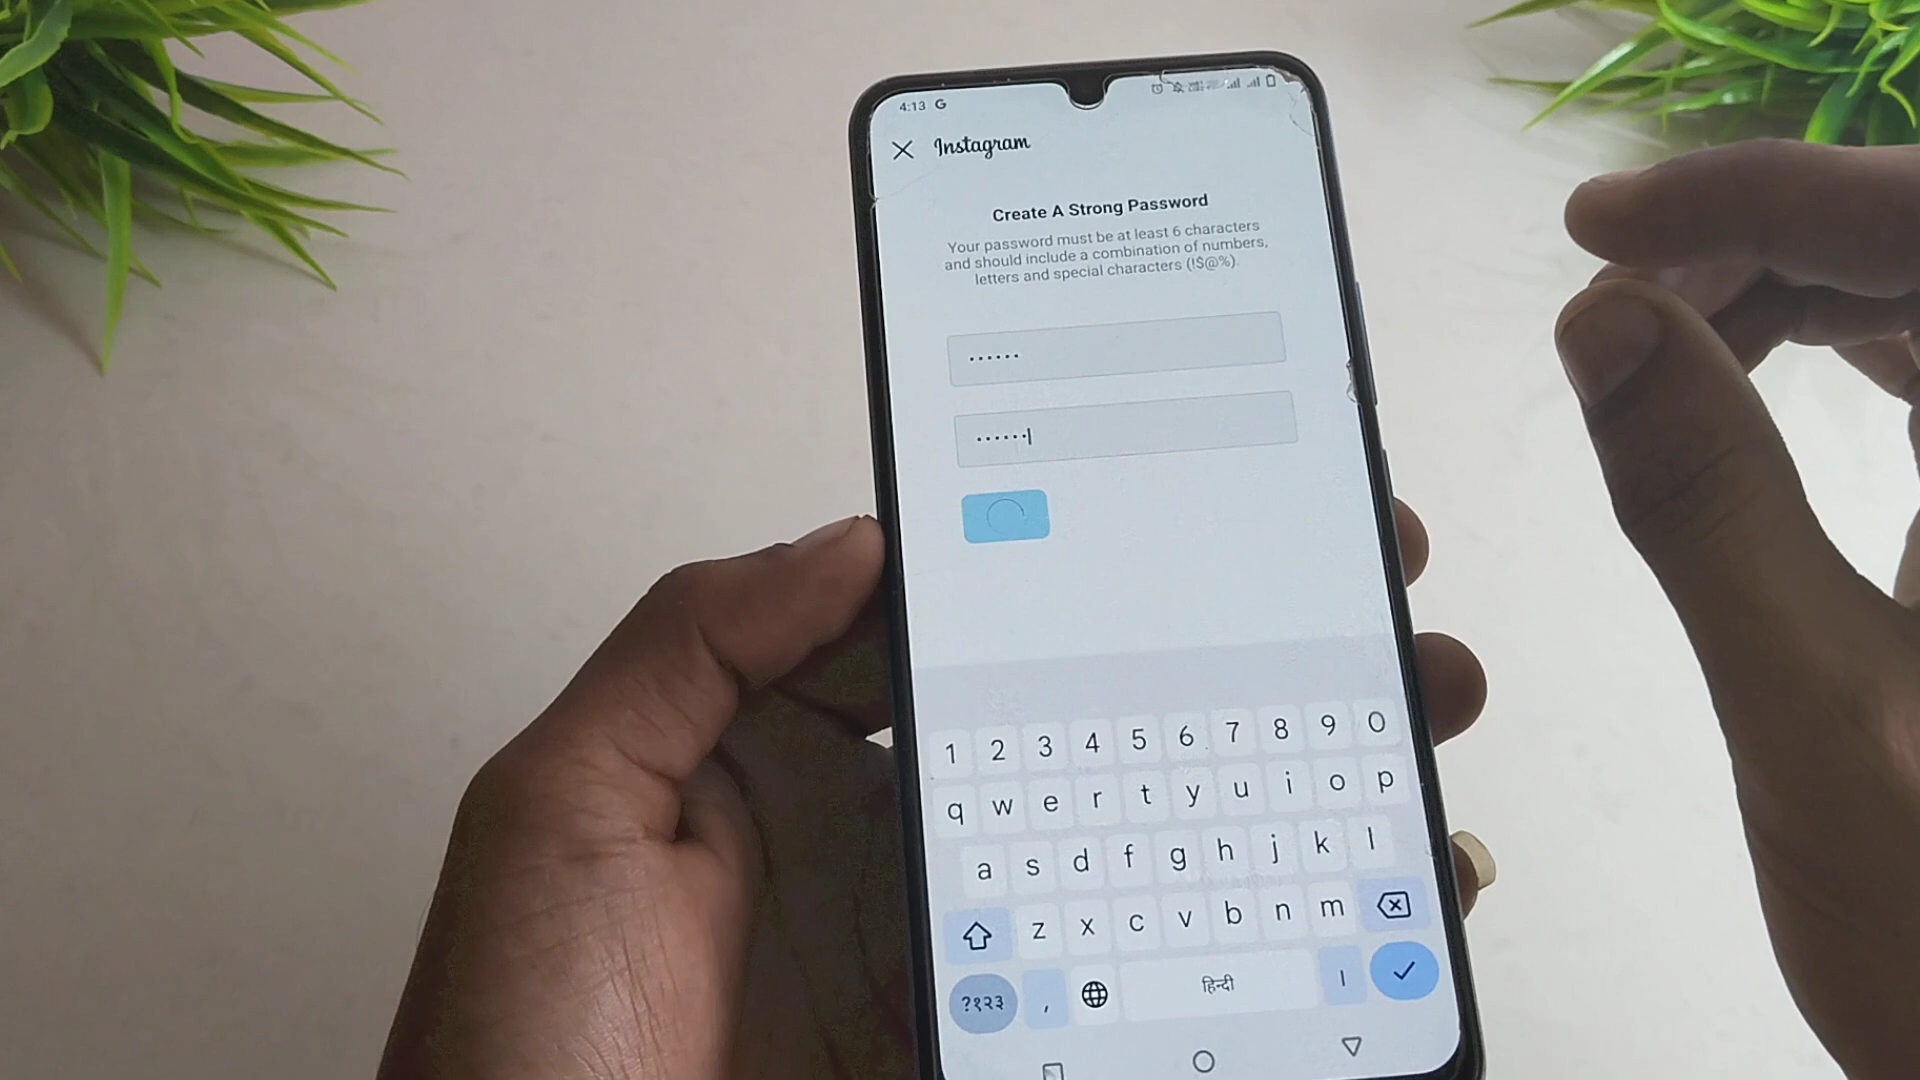 4:13 G
Instagram
Create A Strong Password
Your password must be at least 6 characters
and should include a combination of numbers,
letters and special characters (!$@%).
1 2 3 4 5 6 7 8 9 0
q w e r t y u i o p
a s d f g h j k l
z x c v b n m
?१२३ , हिन्दी ।